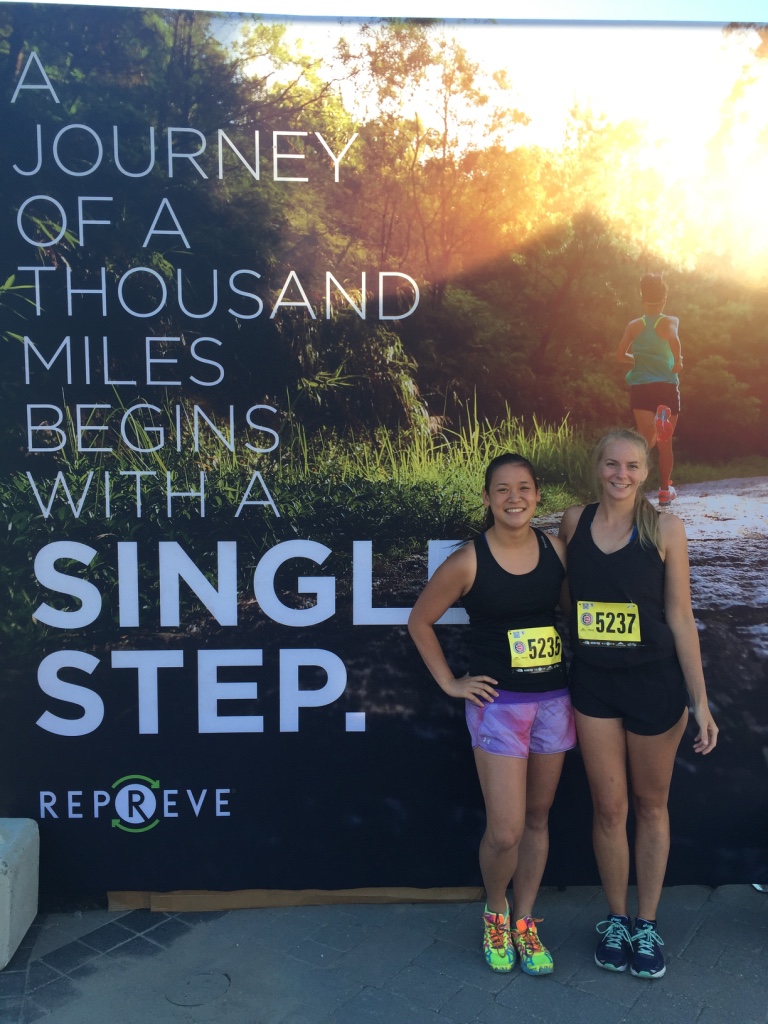 A
JOURNEY
OF A
THOUSAND
MILES
BEGINS
WITH A
SINGLE
STEP.
REPREVE
5235
5237